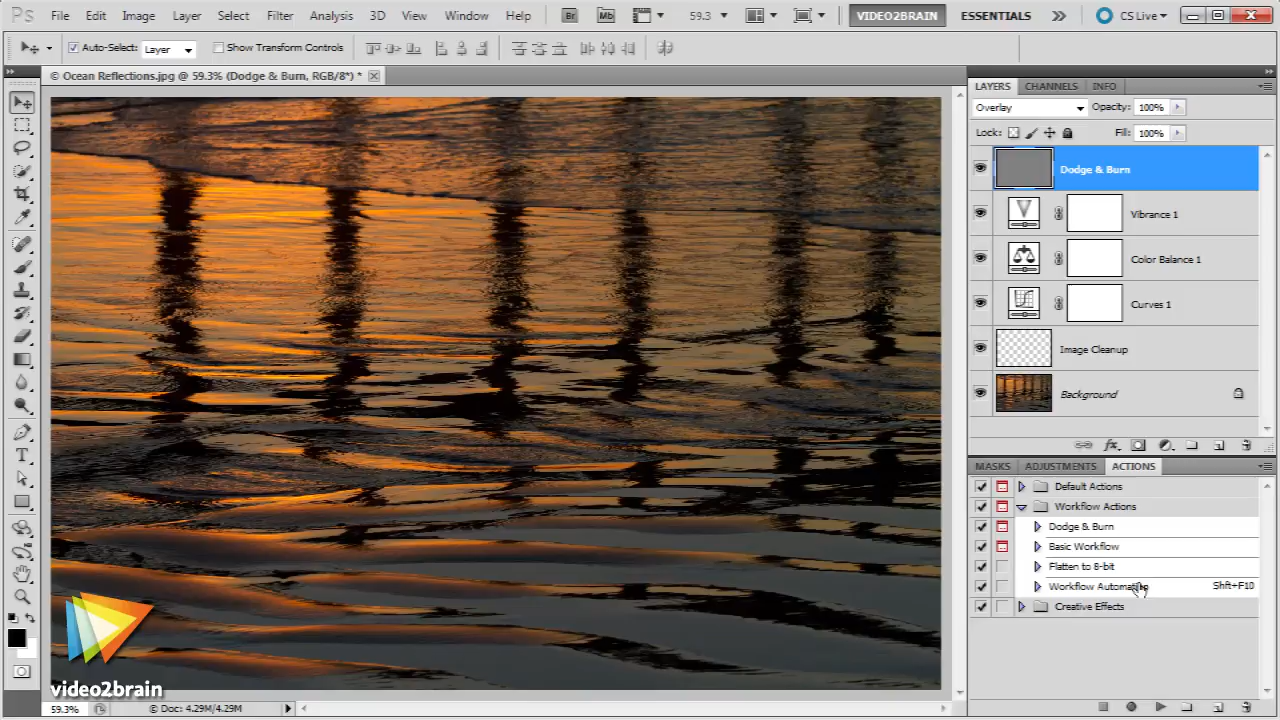 Ps File Edit Image Layer Select Filter Analysis 3D View Window Help Br Mb 59.3 VIDEO2BRAIN ESSENTIALS CS Live
Auto-Select: Layer Show Transform Controls
© Ocean Reflections.jpg @ 59.3% (Dodge & Burn, RGB/8*) *
LAYERS CHANNELS INFO
Overlay Opacity: 100%
Lock: Fill: 100%
Dodge & Burn
Vibrance 1
Color Balance 1
Curves 1
Image Cleanup
Background
fx
MASKS ADJUSTMENTS ACTIONS
Default Actions
Workflow Actions
Dodge & Burn
Basic Workflow
Flatten to 8-bit
Workflow Shft+F10
Creative Effects
video2brain
59.3% © Doc: 4.29M/4.29M